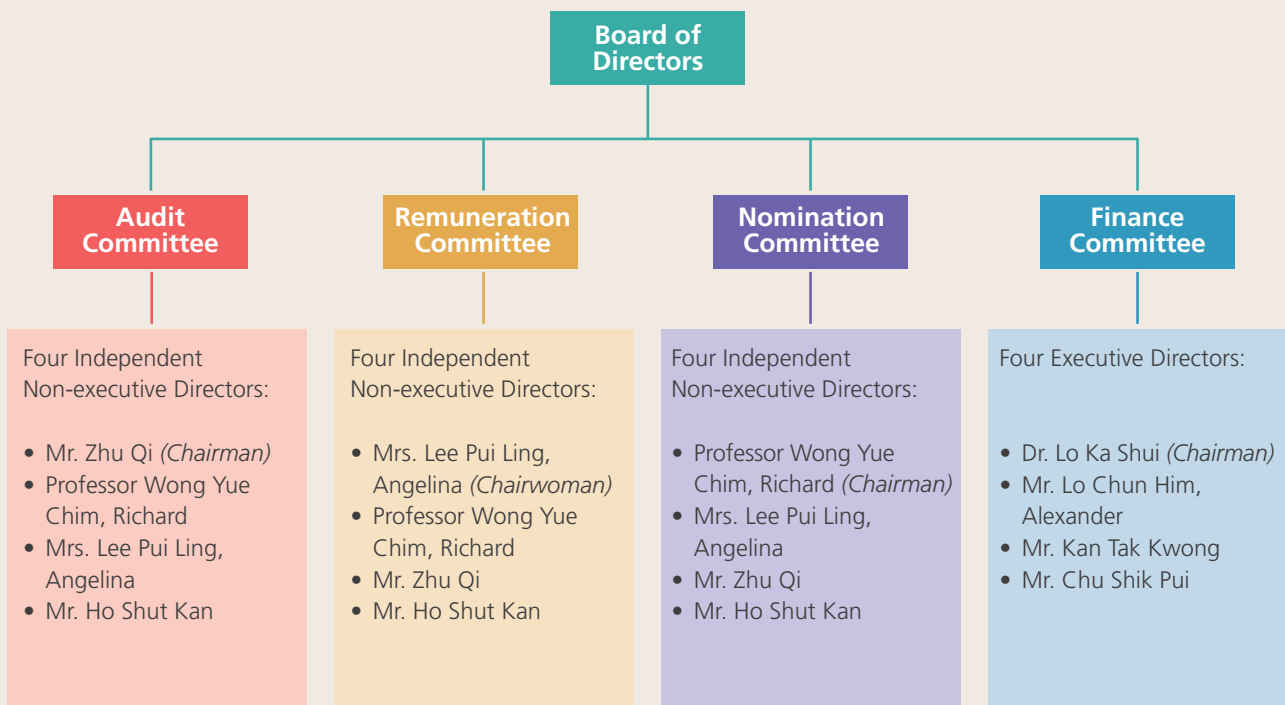 Board of
Directors
Audit
Committee
Remuneration
Committee
Nomination
Committee
Finance
Committee
Four Independent
Non-executive Directors:
• Mr. Zhu Qi (Chairman)
• Professor Wong Yue
Chim, Richard
• Mrs. Lee Pui Ling,
Angelina
• Mr. Ho Shut Kan
Four Independent
Non-executive Directors:
• Mrs. Lee Pui Ling,
Angelina (Chairwoman)
• Professor Wong Yue
Chim, Richard
• Mr. Zhu Qi
• Mr. Ho Shut Kan
Four Independent
Non-executive Directors:
• Professor Wong Yue
Chim, Richard (Chairman)
• Mrs. Lee Pui Ling,
Angelina
• Mr. Zhu Qi
• Mr. Ho Shut Kan
Four Executive Directors:
• Dr. Lo Ka Shui (Chairman)
• Mr. Lo Chun Him,
Alexander
• Mr. Kan Tak Kwong
• Mr. Chu Shik Pui